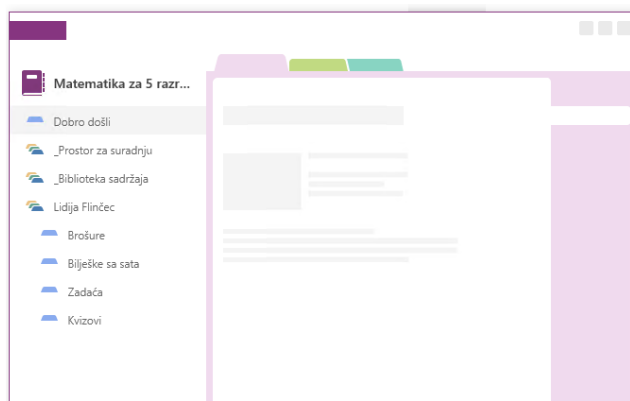 Matematika za 5 razr...
Dobro došli
_Prostor za suradnju
_Biblioteka sadržaja
Lidija Flinčec
Brošure
Bilješke sa sata
Zadaća
Kvizovi